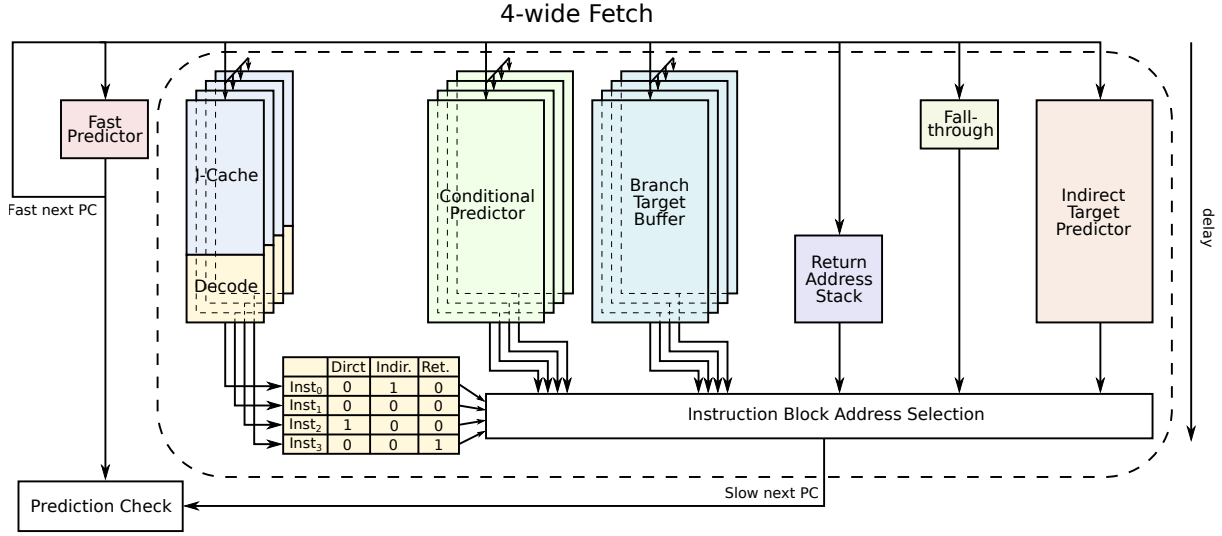 4-wide Fetch
Fast
Predictor
I-Cache
Decode
Conditional
Predictor
Branch
Target
Buffer
Return
Address
Stack
Fall-
through
Indirect
Target
Predictor
delay
Fast next PC
Dirct Indir. Ret.
Inst0 0 1 0
Inst1 0 0 0
Inst2 1 0 0
Inst3 0 0 1
Instruction Block Address Selection
Slow next PC
Prediction Check